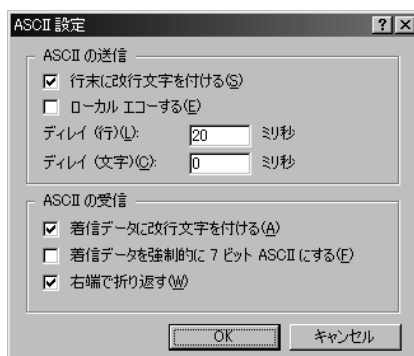 ASCII 設定
ASCII の送信
行末に改行文字を付ける(S)
ローカル エコーする(E)
ディレイ (行)(L): 20 ミリ秒
ディレイ (文字)(C): 0 ミリ秒
ASCII の受信
着信データに改行文字を付ける(A)
着信データを強制的に 7 ビット ASCII にする(F)
右端で折り返す(W)
OK キャンセル